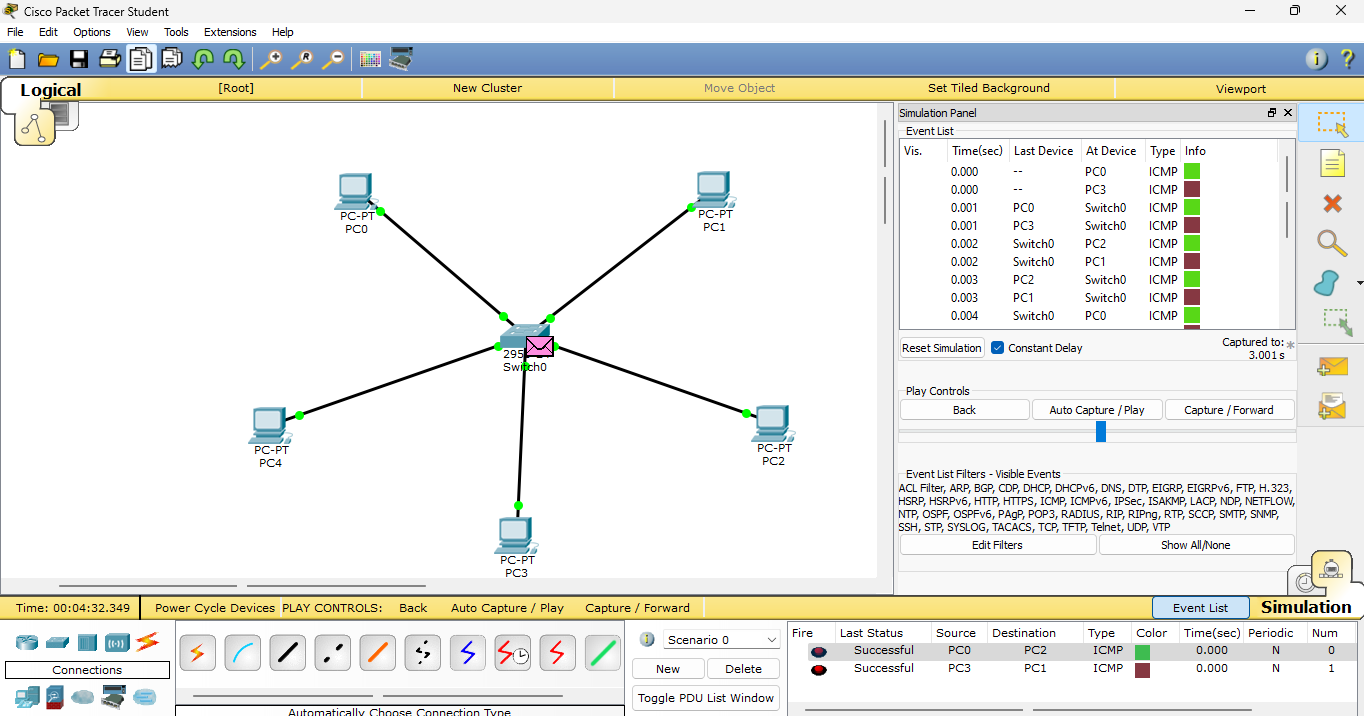 Cisco Packet Tracer Student
File Edit Options View Tools Extensions Help
Logical [Root] New Cluster Move Object Set Tiled Background Viewport
Simulation Panel
Event List
Vis. Time(sec) Last Device At Device Type Info
0.000 -- PC0 ICMP
0.000 -- PC3 ICMP
0.001 PC0 Switch0 ICMP
0.001 PC3 Switch0 ICMP
0.002 Switch0 PC2 ICMP
0.002 Switch0 PC1 ICMP
0.003 PC2 Switch0 ICMP
0.003 PC1 Switch0 ICMP
0.004 Switch0 PC0 ICMP
Reset Simulation Constant Delay Captured to: *
3.001 s
Play Controls
Back Auto Capture / Play Capture / Forward
Event List Filters - Visible Events
ACL Filter, ARP, BGP, CDP, DHCP, DHCPv6, DNS, DTP, EIGRP, EIGRPv6, FTP, H.323,
HSRP, HSRPv6, HTTP, HTTPS, ICMP, ICMPv6, IPSec, ISAKMP, LACP, NDP, NETFLOW,
NTP, OSPF, OSPFv6, PAgP, POP3, RADIUS, RIP, RIPng, RTP, SCCP, SMTP, SNMP,
SSH, STP, SYSLOG, TACACS, TCP, TFTP, Telnet, UDP, VTP
Edit Filters Show All/None
PC-PT
PC0
PC-PT
PC1
Switch0
PC-PT
PC4
PC-PT
PC2
PC-PT
PC3
Time: 00:04:32.349 Power Cycle Devices PLAY CONTROLS: Back Auto Capture / Play Capture / Forward Event List Simulation
Connections
Automatically Choose Connection Type
Scenario 0
New Delete
Toggle PDU List Window
Fire Last Status Source Destination Type Color Time(sec) Periodic Num
Successful PC0 PC2 ICMP 0.000 N 0
Successful PC3 PC1 ICMP 0.000 N 1